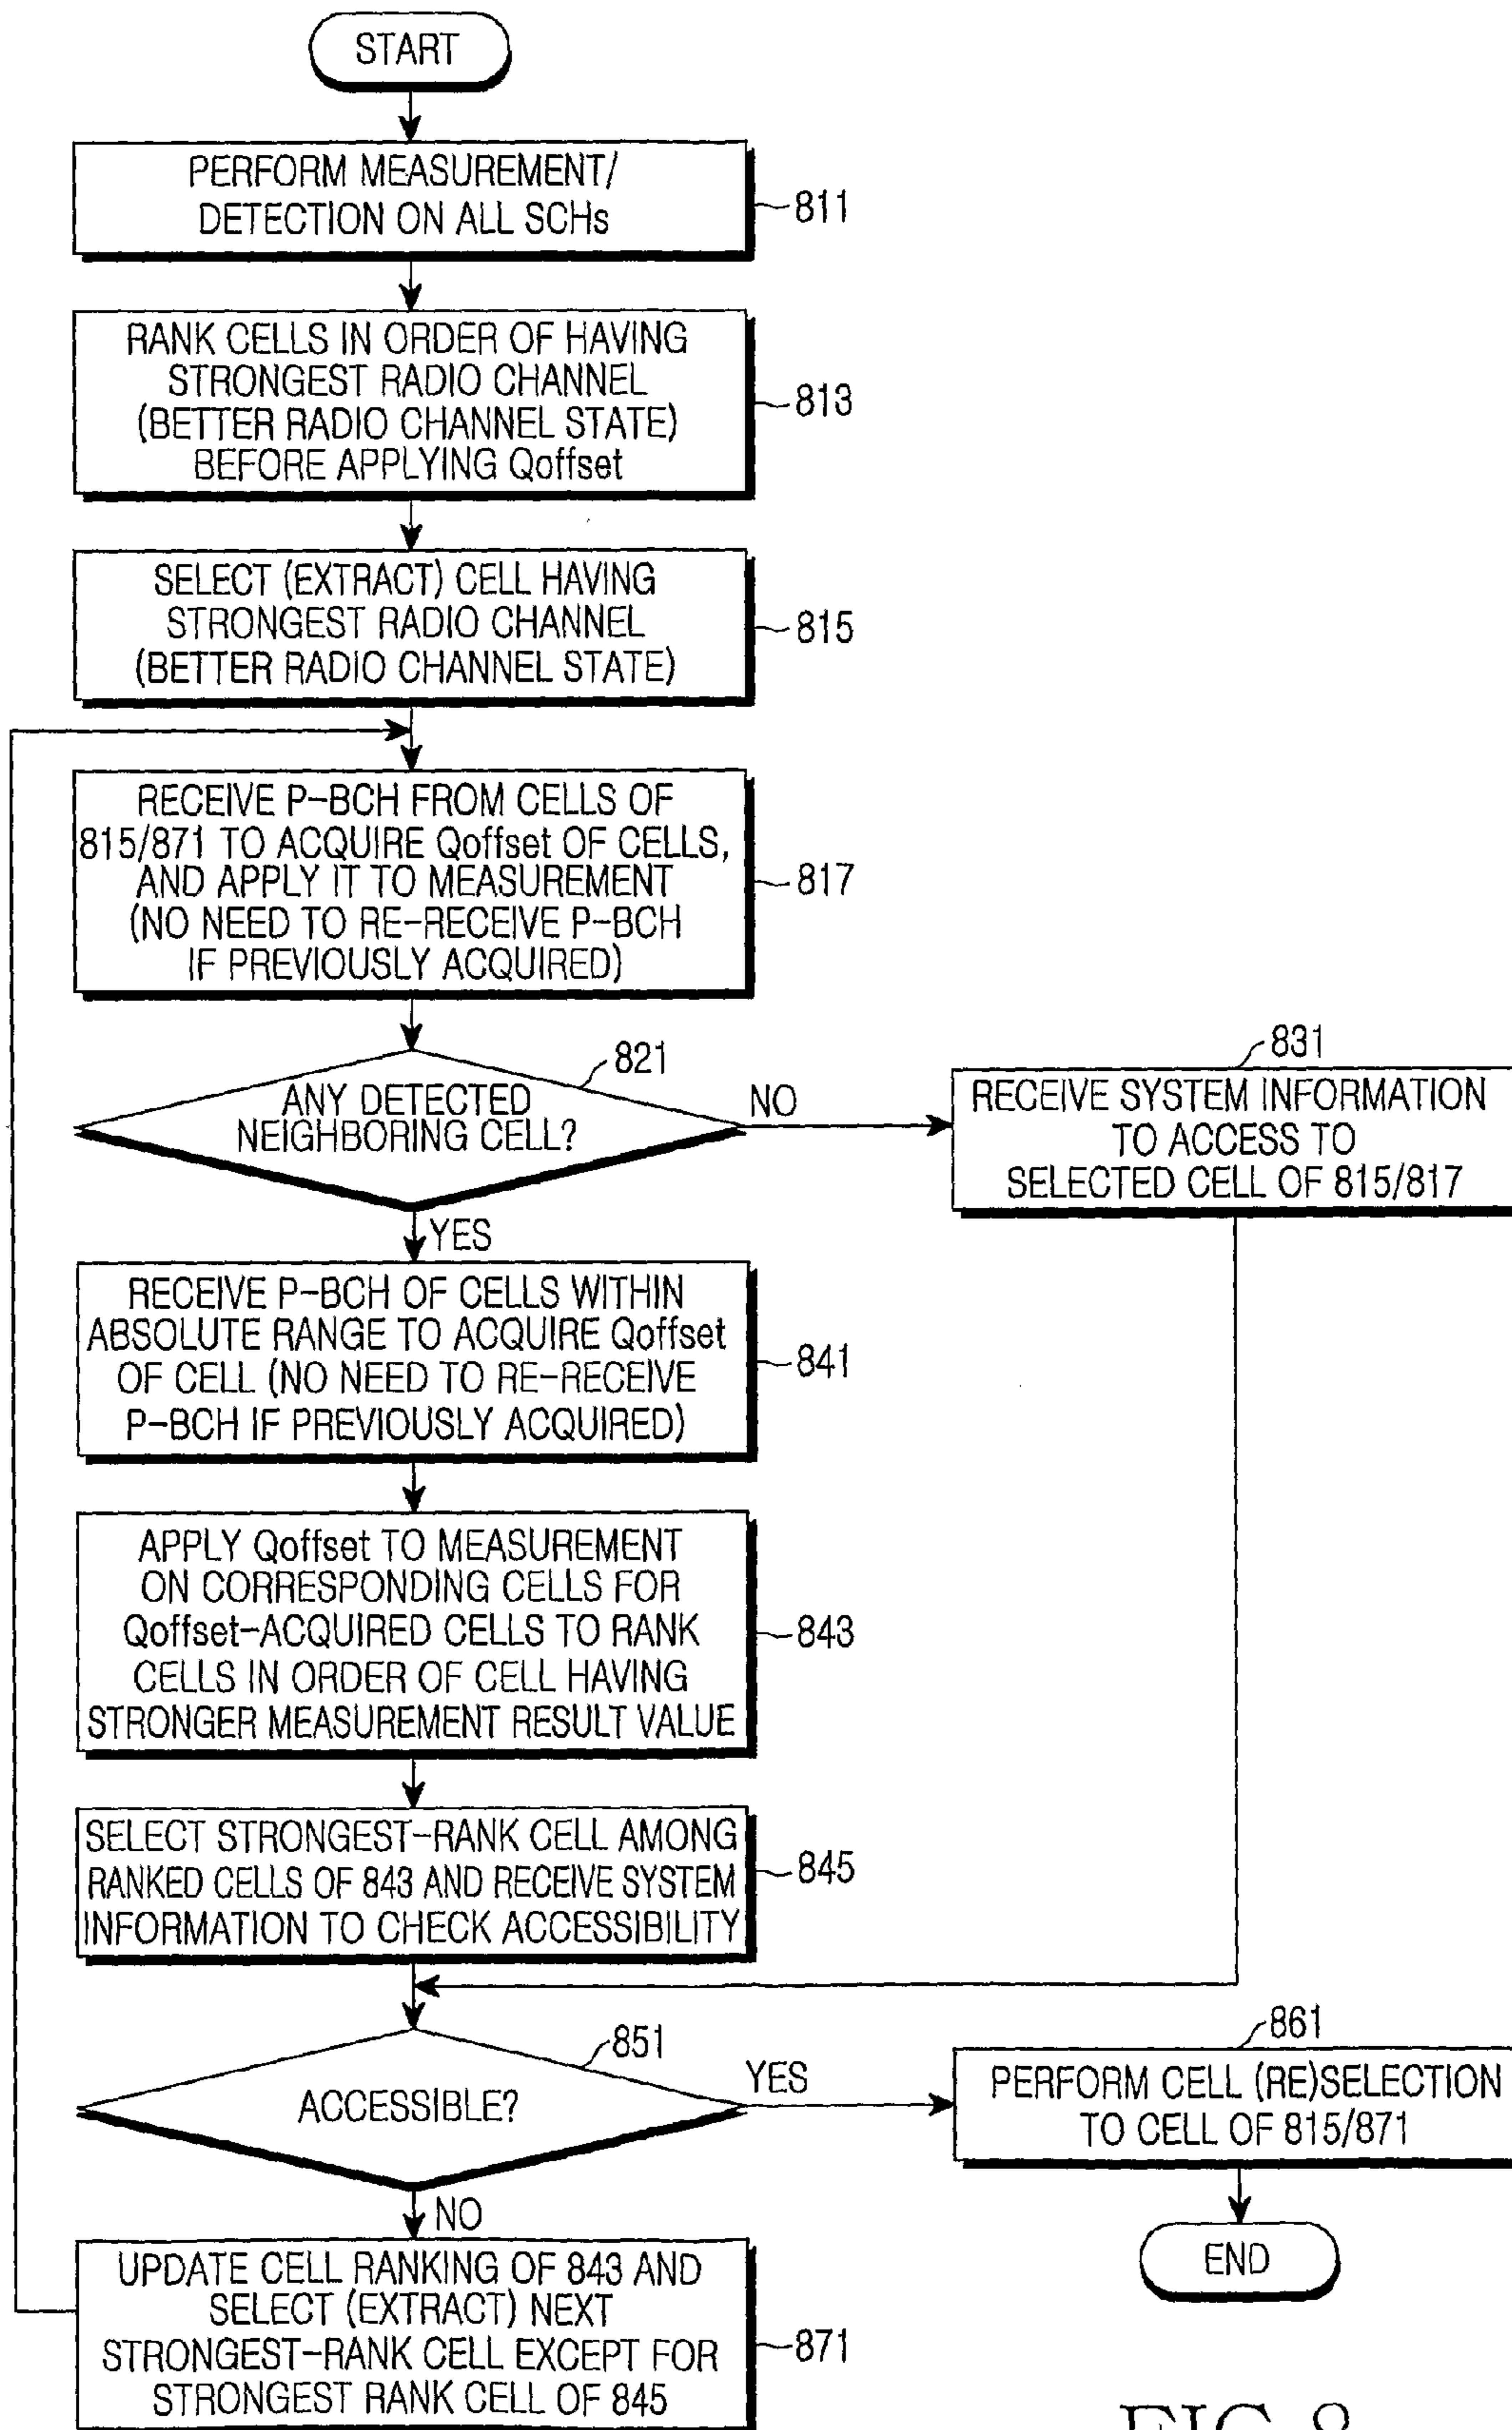 START
PERFORM MEASUREMENT/
DETECTION ON ALL SCHs
811
RANK CELLS IN ORDER OF HAVING
STRONGEST RADIO CHANNEL
(BETTER RADIO CHANNEL STATE)
BEFORE APPLYING Qoffset
813
SELECT (EXTRACT) CELL HAVING
STRONGEST RADIO CHANNEL
(BETTER RADIO CHANNEL STATE)
815
RECEIVE P-BCH FROM CELLS OF
815/871 TO ACQUIRE Qoffset OF CELLS,
AND APPLY IT TO MEASUREMENT
(NO NEED TO RE-RECEIVE P-BCH
IF PREVIOUSLY ACQUIRED)
817
821
ANY DETECTED
NEIGHBORING CELL?
NO
831
RECEIVE SYSTEM INFORMATION
TO ACCESS TO
SELECTED CELL OF 815/817
YES
RECEIVE P-BCH OF CELLS WITHIN
ABSOLUTE RANGE TO ACQUIRE Qoffset
OF CELL (NO NEED TO RE-RECEIVE
P-BCH IF PREVIOUSLY ACQUIRED)
841
APPLY Qoffset TO MEASUREMENT
ON CORRESPONDING CELLS FOR
Qoffset-ACQUIRED CELLS TO RANK
CELLS IN ORDER OF CELL HAVING
STRONGER MEASUREMENT RESULT VALUE
843
SELECT STRONGEST-RANK CELL AMONG
RANKED CELLS OF 843 AND RECEIVE SYSTEM
INFORMATION TO CHECK ACCESSIBILITY
845
851
ACCESSIBLE?
YES
861
PERFORM CELL (RE)SELECTION
TO CELL OF 815/871
END
NO
UPDATE CELL RANKING OF 843 AND
SELECT (EXTRACT) NEXT
STRONGEST-RANK CELL EXCEPT FOR
STRONGEST RANK CELL OF 845
871
FIG.8